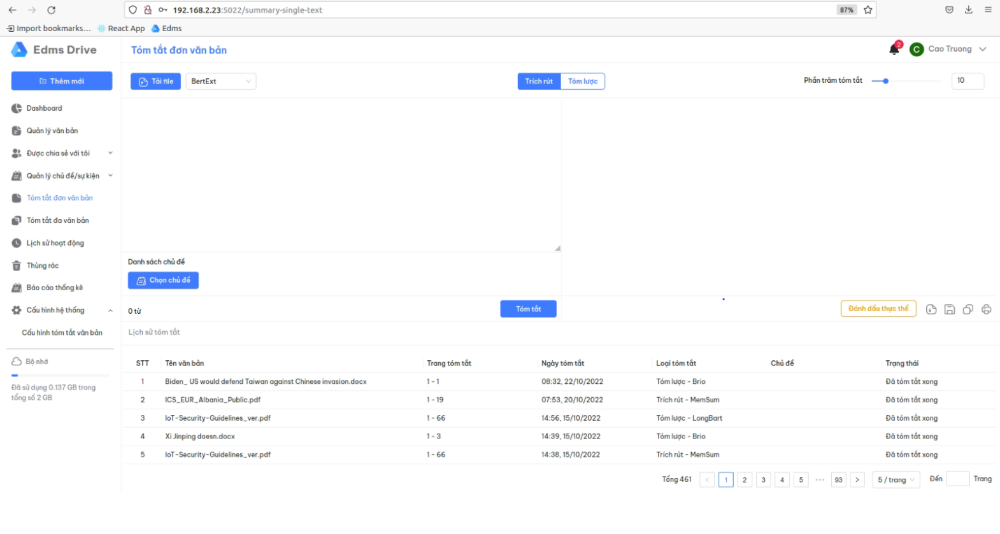 192.168.2.23:5022/summary-single-text
87%
Import bookmarks...
React App
Edms
Edms Drive
Tóm tắt đơn văn bản
2
C
Cao Truong
Thêm mới
Tải file
BertExt
Trích rút
Tóm lược
Phần trăm tóm tắt
10
Dashboard
Quản lý văn bản
Được chia sẻ với tôi
Quản lý chủ đề/sự kiện
Tóm tắt đơn văn bản
Tóm tắt đa văn bản
Lịch sử hoạt động
Thùng rác
Báo cáo thống kê
Cấu hình hệ thống
Cấu hình tóm tắt văn bản
Bộ nhớ
Đã sử dụng 0.137 GB trong
tổng số 2 GB
Danh sách chủ đề
Chọn chủ đề
0 từ
Tóm tắt
Đánh dấu thực thể
Lịch sử tóm tắt
STT Tên văn bản Trang tóm tắt Ngày tóm tắt Loại tóm tắt Chủ đề Trạng thái
1 Biden_ US would defend Taiwan against Chinese invasion.docx 1 - 1 08:32, 22/10/2022 Tóm lược - Brio Đã tóm tắt xong
2 ICS_EUR_Albania_Public.pdf 1 - 19 07:53, 20/10/2022 Trích rút - MemSum Đã tóm tắt xong
3 IoT-Security-Guidelines_ver.pdf 1 - 66 14:56, 15/10/2022 Tóm lược - LongBart Đã tóm tắt xong
4 Xi Jinping doesn.docx 1 - 3 14:39, 15/10/2022 Tóm lược - Brio Đã tóm tắt xong
5 IoT-Security-Guidelines_ver.pdf 1 - 66 14:38, 15/10/2022 Trích rút - MemSum Đã tóm tắt xong
Tổng 461 < 1 2 3 4 5 ••• 93 > 5 / trang Đến Trang